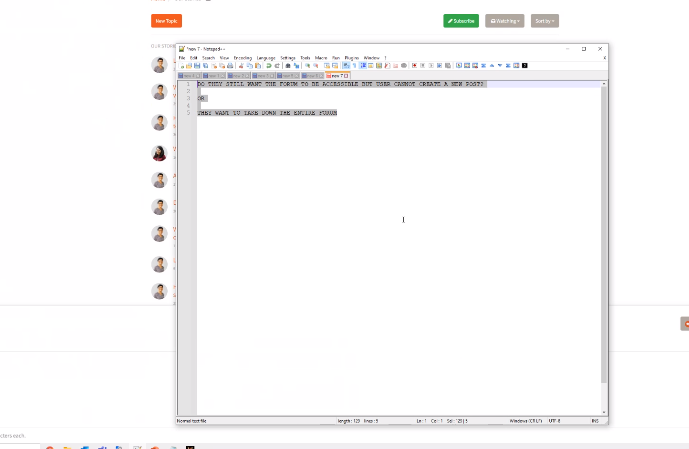 New Topic
Subscribe
Watching
Sort by
*new 7 - Notepad++
File Edit Search View Encoding Language Settings Tools Macro Run Plugins Window ?
new 7
1 DO THEY STILL WANT THE FORUM TO BE ACCESSIBLE BUT USER CANNOT CREATE A NEW POST?
2
3 OR
4
5 THEY WANT TO TAKE DOWN THE ENTIRE FORUM
Normal text file
length: 129 lines: 5
Ln: 1 Col: 1 Sel: 125 | 5
Windows (CR LF)
UTF-8
INS
cters each.